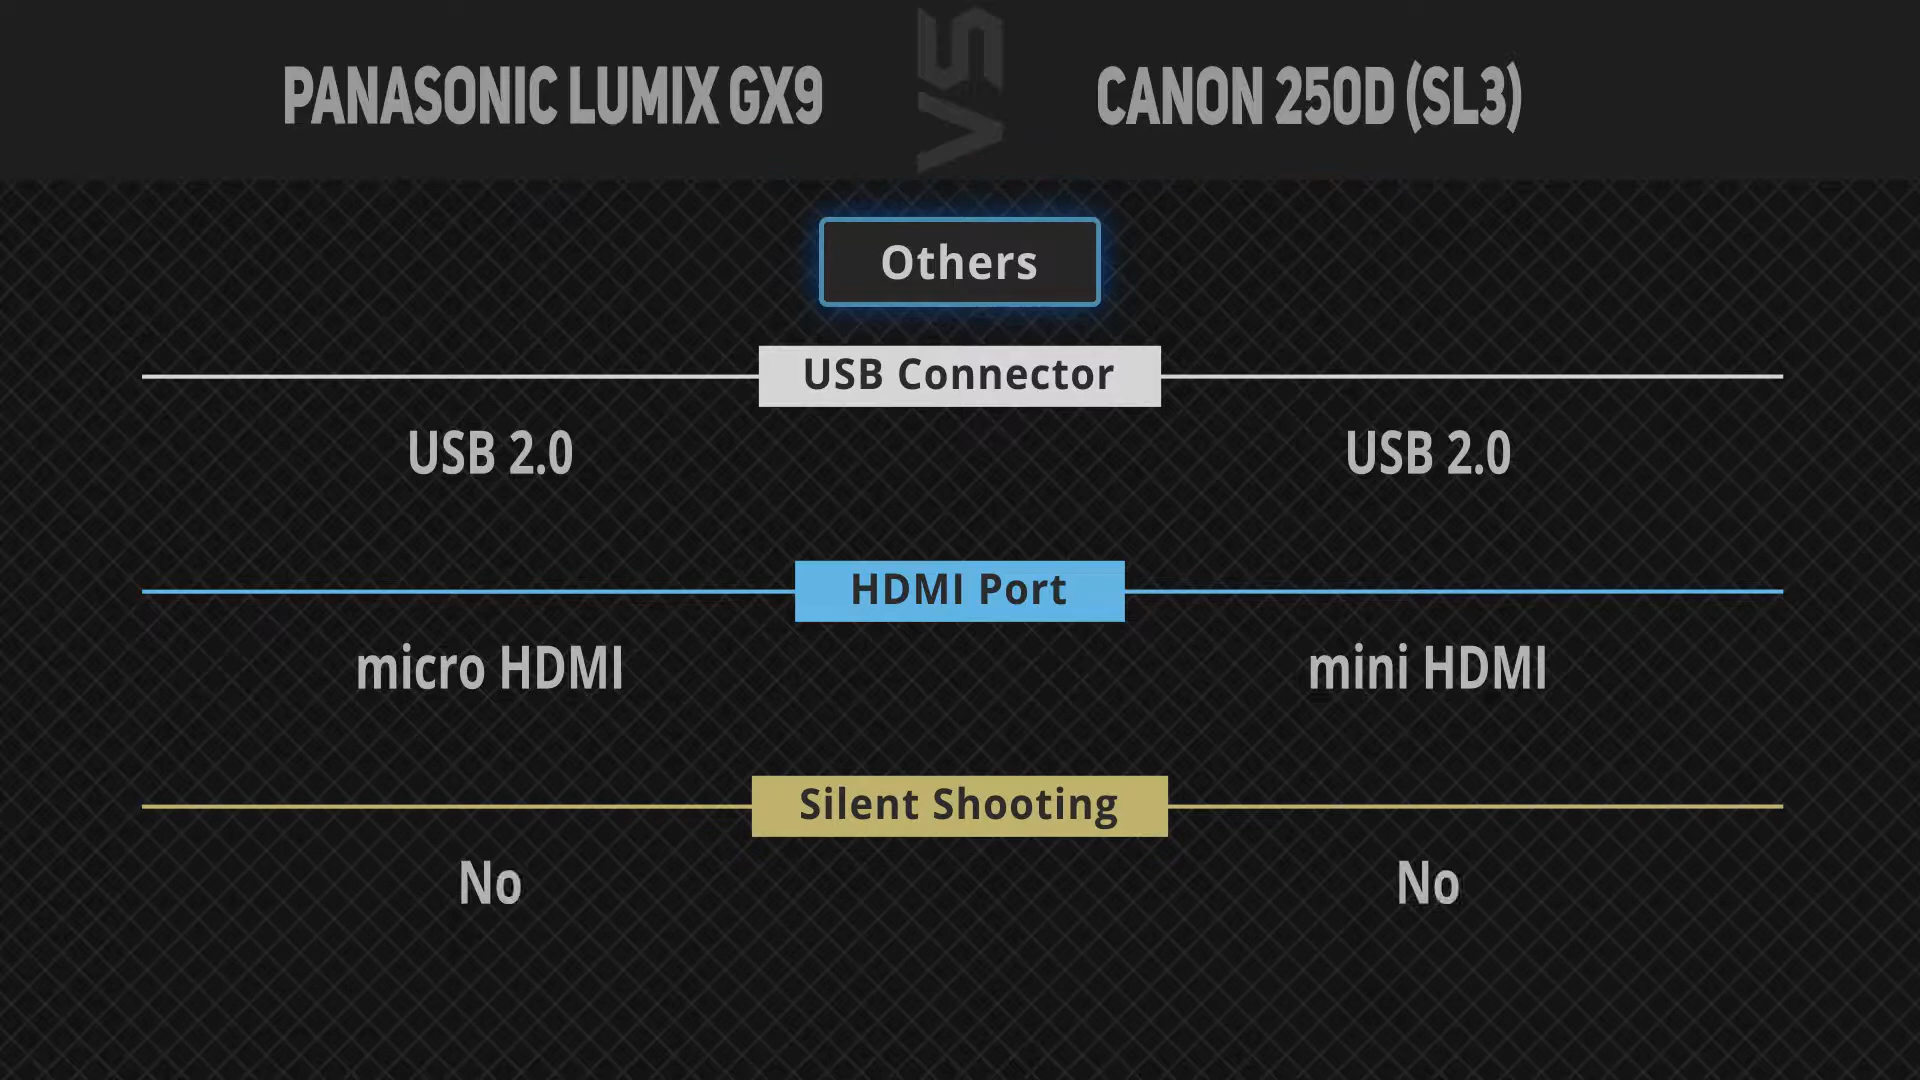 PANASONIC LUMIX GX9
VS
CANON 250D (SL3)
Others
USB Connector
USB 2.0
USB 2.0
HDMI Port
micro HDMI
mini HDMI
Silent Shooting
No
No